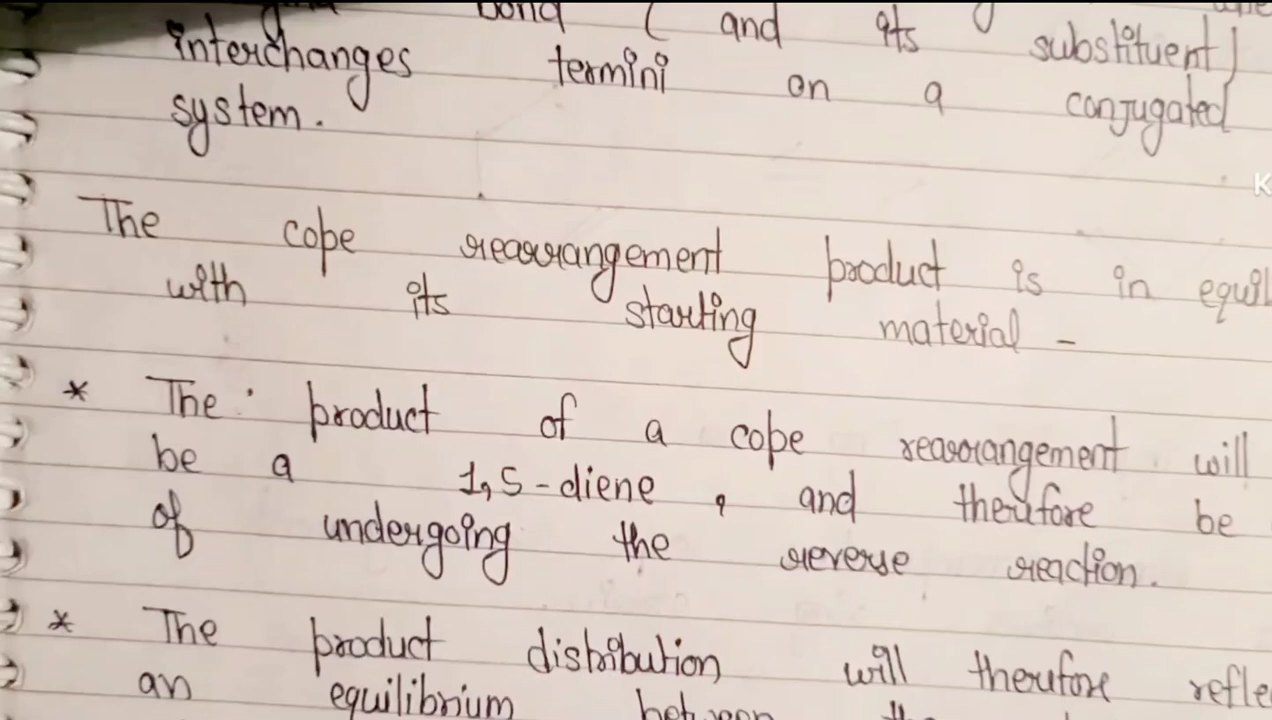 bond ( and its
interchanges termini on a conjugated
substituent)
system.
K
The cope rearrangement product is in equil
with its starting material -
* The product of a cope rearrangement will
be a 1,5-diene, and therefore be
of undergoing the reverse reaction.
* The product distribution will therefore refle
an equilibrium between